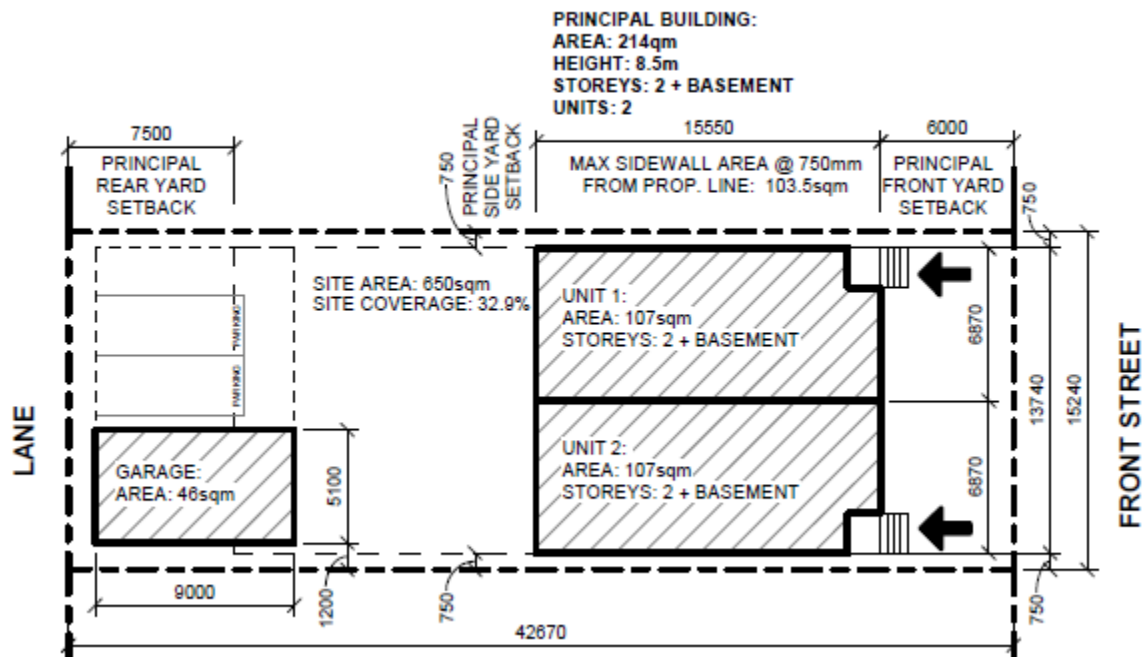 PRINCIPAL BUILDING:
AREA: 214qm
HEIGHT: 8.5m
STOREYS: 2 + BASEMENT
UNITS: 2
7500
15550
6000
PRINCIPAL
REAR YARD
SETBACK
750
PRINCIPAL
SIDE YARD
SETBACK
MAX SIDEWALL AREA @ 750mm
FROM PROP. LINE: 103.5sqm
PRINCIPAL
FRONT YARD
SETBACK
750
SITE AREA: 650sqm
SITE COVERAGE: 32.9%
UNIT 1:
AREA: 107sqm
STOREYS: 2 + BASEMENT
PARKING
PARKING
6870
13740
15240
LANE
FRONT STREET
GARAGE:
AREA: 46sqm
5100
UNIT 2:
AREA: 107sqm
STOREYS: 2 + BASEMENT
6870
9000
1200
750
750
42670